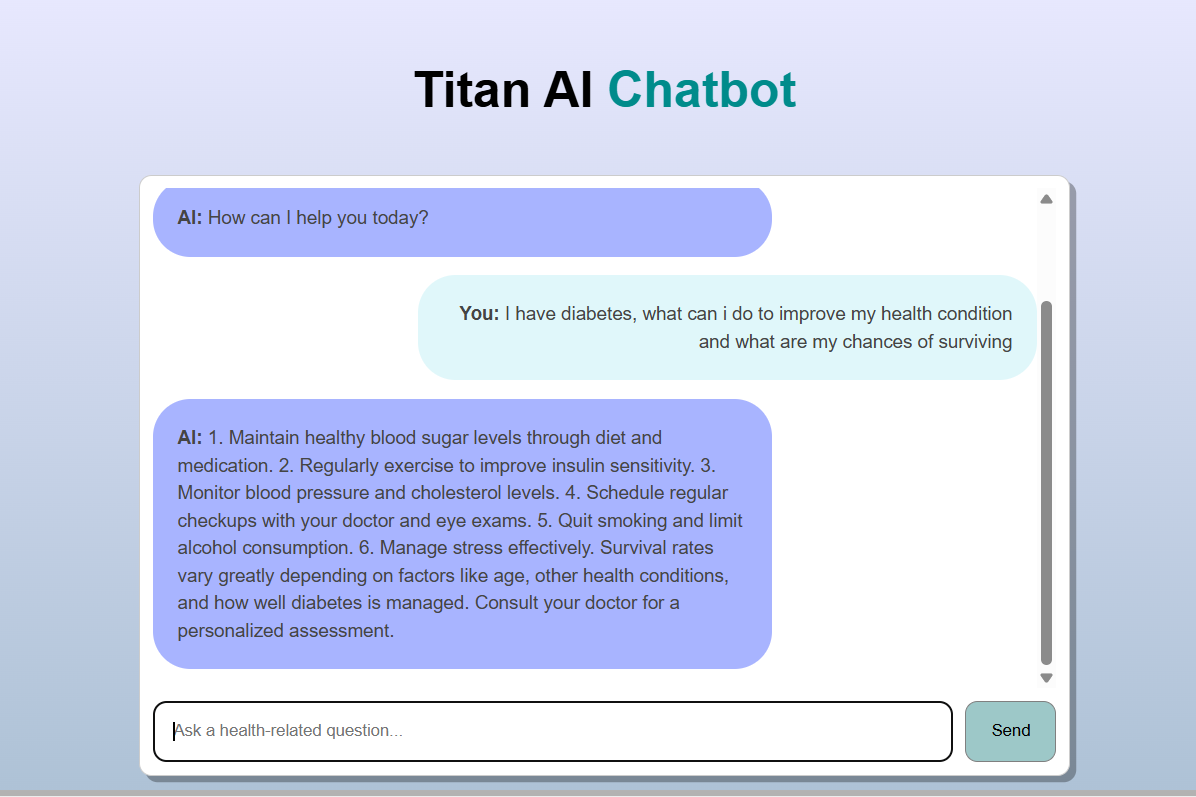 Titan AI Chatbot
AI: How can I help you today?
You: I have diabetes, what can i do to improve my health condition
and what are my chances of surviving
AI: 1. Maintain healthy blood sugar levels through diet and
medication. 2. Regularly exercise to improve insulin sensitivity. 3.
Monitor blood pressure and cholesterol levels. 4. Schedule regular
checkups with your doctor and eye exams. 5. Quit smoking and limit
alcohol consumption. 6. Manage stress effectively. Survival rates
vary greatly depending on factors like age, other health conditions,
and how well diabetes is managed. Consult your doctor for a
personalized assessment.
Ask a health-related question...
Send